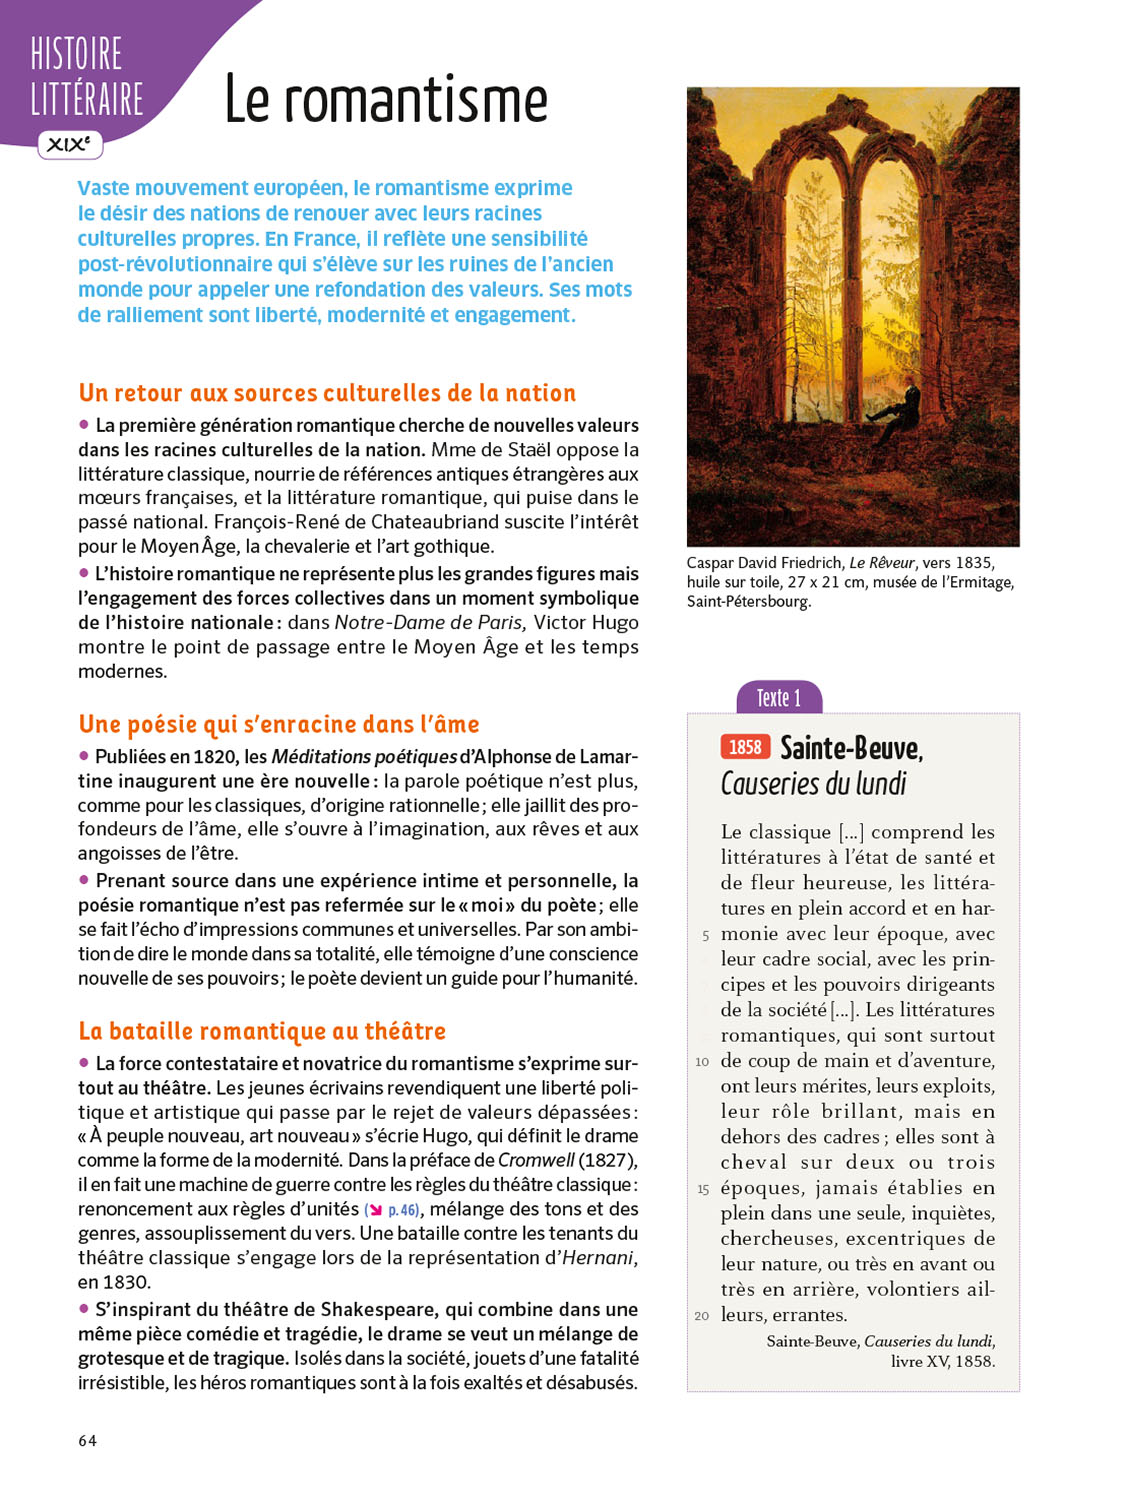 HISTOIRE
LITTÉRAIRE
XIXᵉ
Le romantisme
Vaste mouvement européen, le romantisme exprime
le désir des nations de renouer avec leurs racines
culturelles propres. En France, il reflète une sensibilité
post-révolutionnaire qui s’élève sur les ruines de l’ancien
monde pour appeler une refondation des valeurs. Ses mots
de ralliement sont liberté, modernité et engagement.
Un retour aux sources culturelles de la nation
• La première génération romantique cherche de nouvelles valeurs
dans les racines culturelles de la nation. Mme de Staël oppose la
littérature classique, nourrie de références antiques étrangères aux
mœurs françaises, et la littérature romantique, qui puise dans le
passé national. François-René de Chateaubriand suscite l’intérêt
pour le Moyen Âge, la chevalerie et l’art gothique.
• L’histoire romantique ne représente plus les grandes figures mais
l’engagement des forces collectives dans un moment symbolique
de l’histoire nationale : dans Notre-Dame de Paris, Victor Hugo
montre le point de passage entre le Moyen Âge et les temps
modernes.
Une poésie qui s’enracine dans l’âme
• Publiées en 1820, les Méditations poétiques d’Alphonse de Lamar-
tine inaugurent une ère nouvelle : la parole poétique n’est plus,
comme pour les classiques, d’origine rationnelle ; elle jaillit des pro-
fondeurs de l’âme, elle s’ouvre à l’imagination, aux rêves et aux
angoisses de l’être.
• Prenant source dans une expérience intime et personnelle, la
poésie romantique n’est pas refermée sur le « moi » du poète ; elle
se fait l’écho d’impressions communes et universelles. Par son ambi-
tion de dire le monde dans sa totalité, elle témoigne d’une conscience
nouvelle de ses pouvoirs ; le poète devient un guide pour l’humanité.
La bataille romantique au théâtre
• La force contestataire et novatrice du romantisme s’exprime sur-
tout au théâtre. Les jeunes écrivains revendiquent une liberté poli-
tique et artistique qui passe par le rejet de valeurs dépassées :
« À peuple nouveau, art nouveau » s’écrie Hugo, qui définit le drame
comme la forme de la modernité. Dans la préface de Cromwell (1827),
il en fait une machine de guerre contre les règles du théâtre classique :
renoncement aux règles d’unités (➘ p. 46), mélange des tons et des
genres, assouplissement du vers. Une bataille contre les tenants du
théâtre classique s’engage lors de la représentation d’Hernani,
en 1830.
• S’inspirant du théâtre de Shakespeare, qui combine dans une
même pièce comédie et tragédie, le drame se veut un mélange de
grotesque et de tragique. Isolés dans la société, jouets d’une fatalité
irrésistible, les héros romantiques sont à la fois exaltés et désabusés.
Caspar David Friedrich, Le Rêveur, vers 1835,
huile sur toile, 27 x 21 cm, musée de l’Ermitage,
Saint-Pétersbourg.
Texte 1
1858 Sainte-Beuve,
Causeries du lundi
Le classique [...] comprend les
littératures à l’état de santé et
de fleur heureuse, les littéra-
tures en plein accord et en har-
5 monie avec leur époque, avec
leur cadre social, avec les prin-
cipes et les pouvoirs dirigeants
de la société [...]. Les littératures
romantiques, qui sont surtout
10 de coup de main et d’aventure,
ont leurs mérites, leurs exploits,
leur rôle brillant, mais en
dehors des cadres ; elles sont à
cheval sur deux ou trois
15 époques, jamais établies en
plein dans une seule, inquiètes,
chercheuses, excentriques de
leur nature, ou très en avant ou
très en arrière, volontiers ail-
20 leurs, errantes.
Sainte-Beuve, Causeries du lundi,
livre XV, 1858.
64